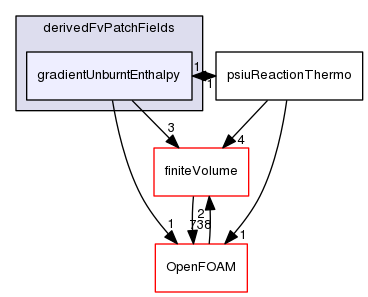 derivedFvPatchFields
gradientUnburntEnthalpy
1
1
psiuReactionThermo
3
4
finiteVolume
1
2
738
1
OpenFOAM